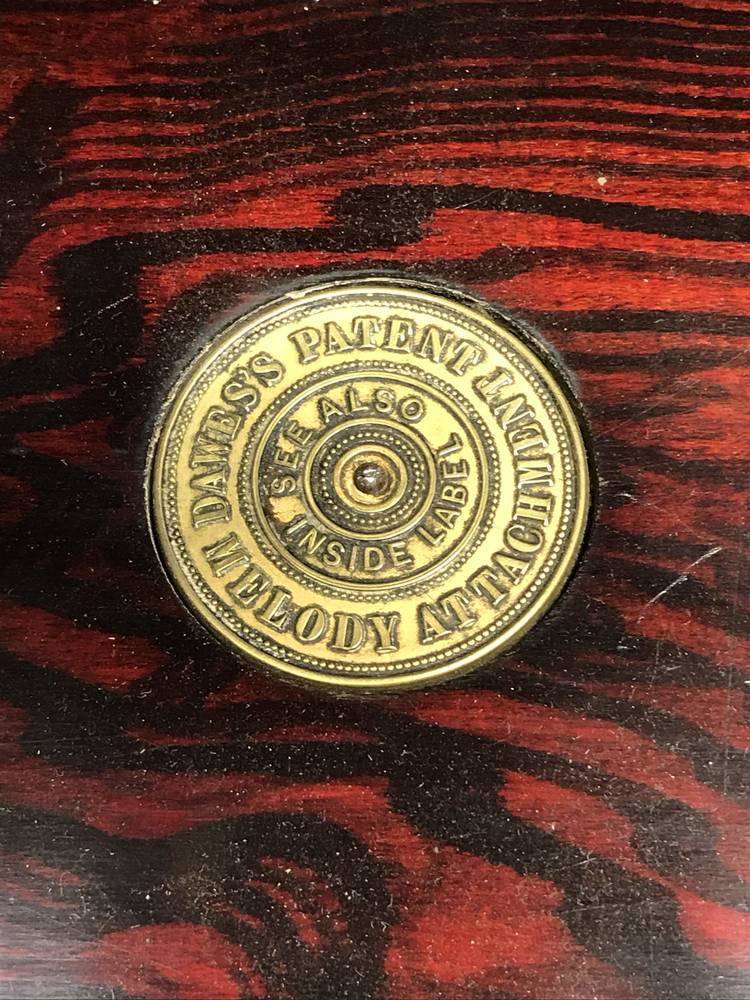 DAWES'S PATENT
MELODY ATTACHMENT
SEE ALSO
INSIDE LABEL